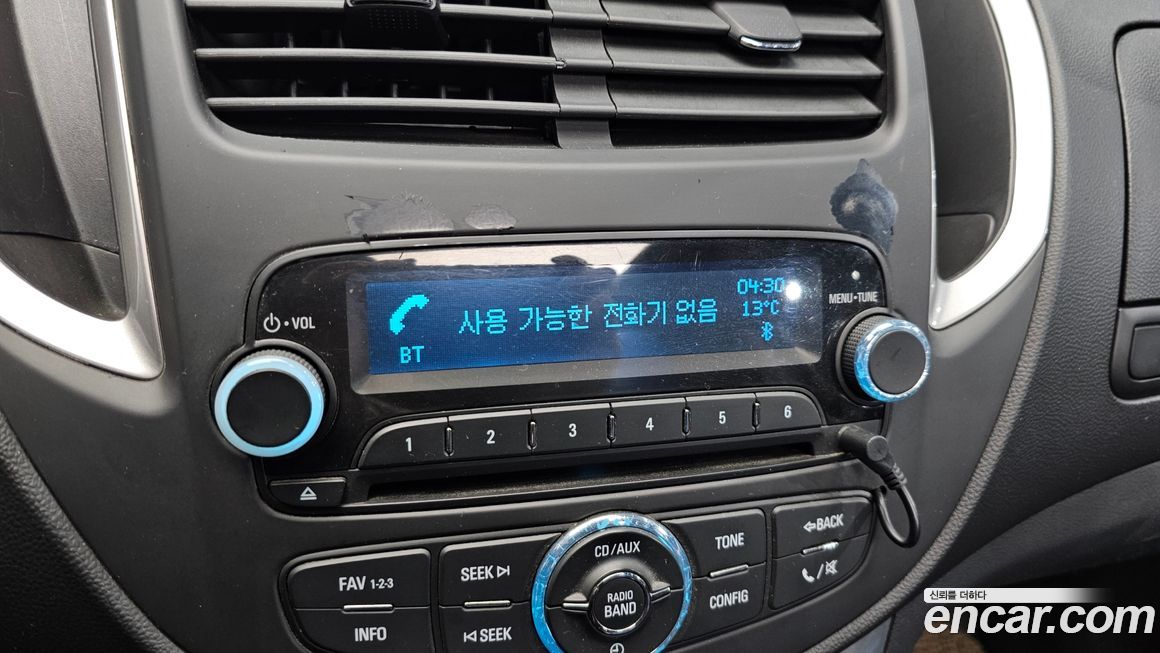 04:30
사용 가능한 전화기 없음
13°C
BT
⏻•VOL
MENU•TUNE
1 2 3 4 5 6
FAV 1-2-3
SEEK
CD/AUX
TONE
BACK
RADIO
BAND
INFO
SEEK
CONFIG
신뢰를 더하다
encar.com